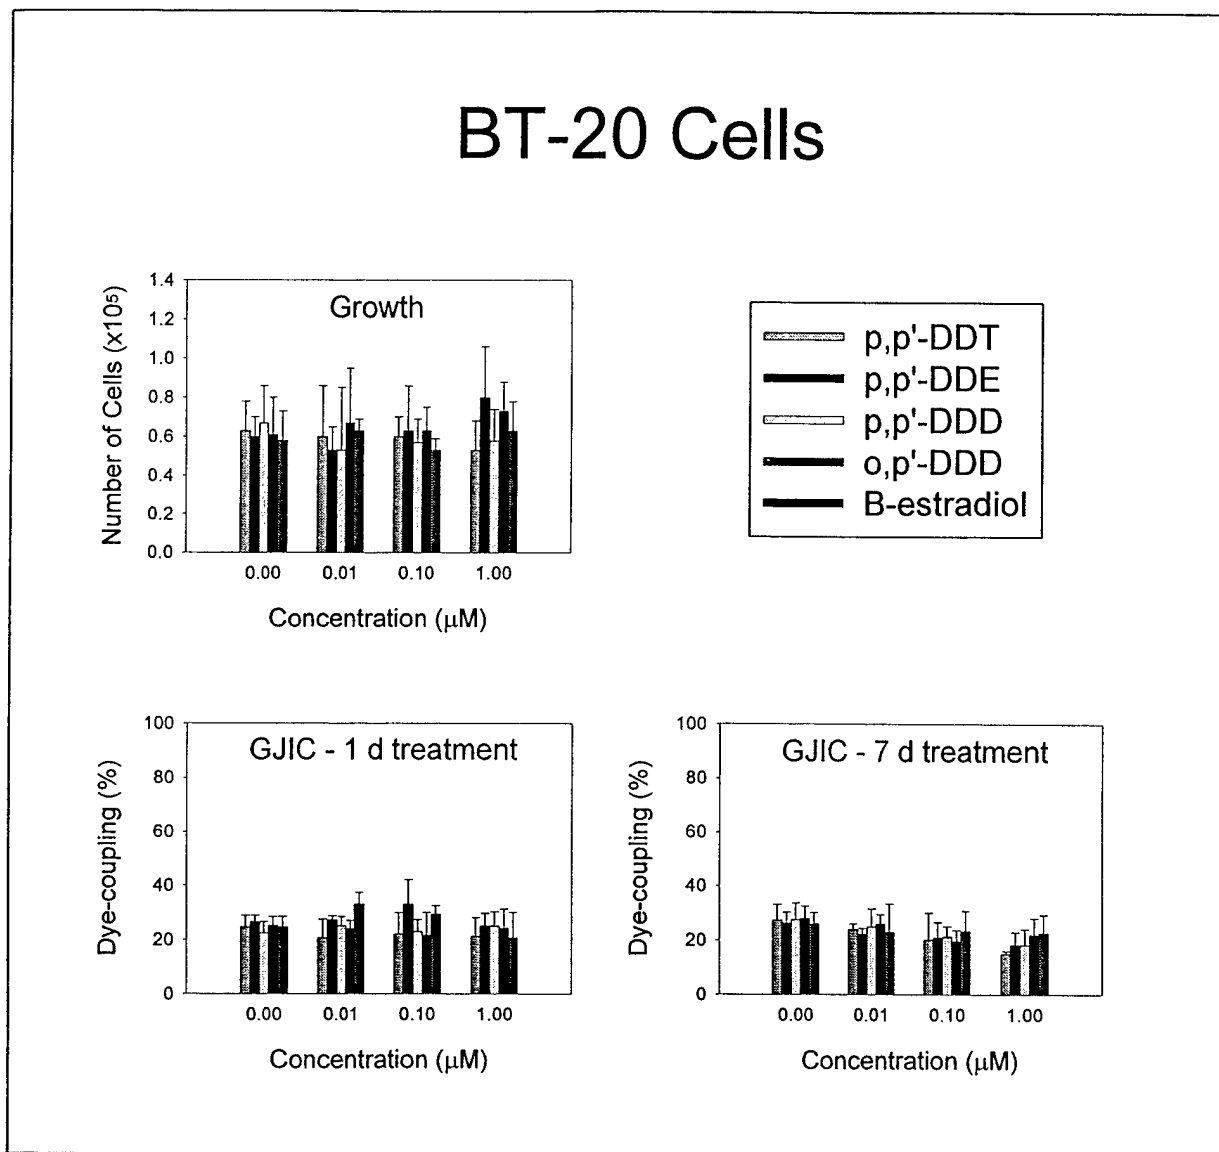 BT-20 Cells
Growth
Number of Cells (x10⁵)
1.4
1.2
1.0
0.8
0.6
0.4
0.2
0.0
0.00 0.01 0.10 1.00
Concentration (μM)
p,p'-DDT
p,p'-DDE
p,p'-DDD
o,p'-DDD
B-estradiol
GJIC - 1 d treatment
Dye-coupling (%)
100
80
60
40
20
0
0.00 0.01 0.10 1.00
Concentration (μM)
GJIC - 7 d treatment
Dye-coupling (%)
100
80
60
40
20
0
0.00 0.01 0.10 1.00
Concentration (μM)